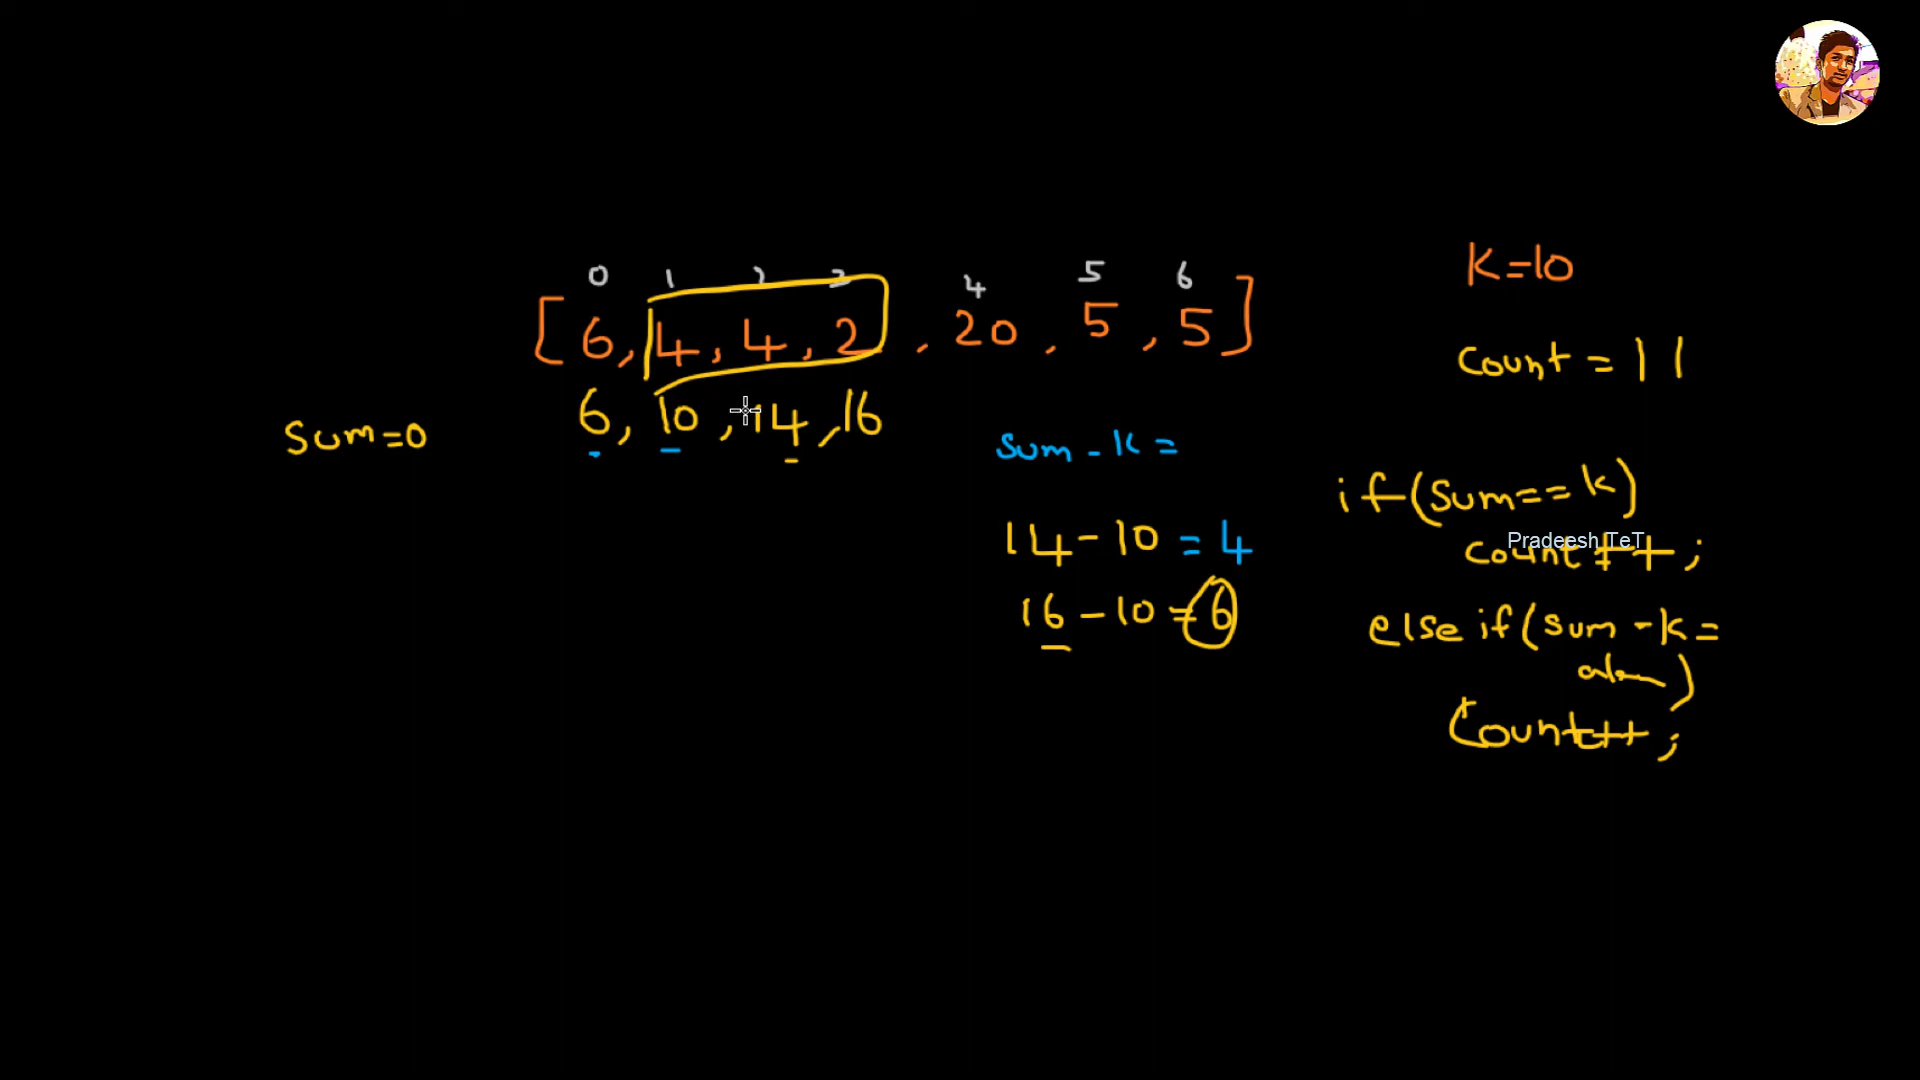 K=10
0 1 2 3 4 5 6
[6, 4, 4, 2, 20, 5, 5]
count = 1 1
6, 10, 14, 16
sum=0
sum-k=
14-10=4
16-10=6
if(sum==k)
count++;
Pradeesh TeT
else if(sum-k=
)
Count++;